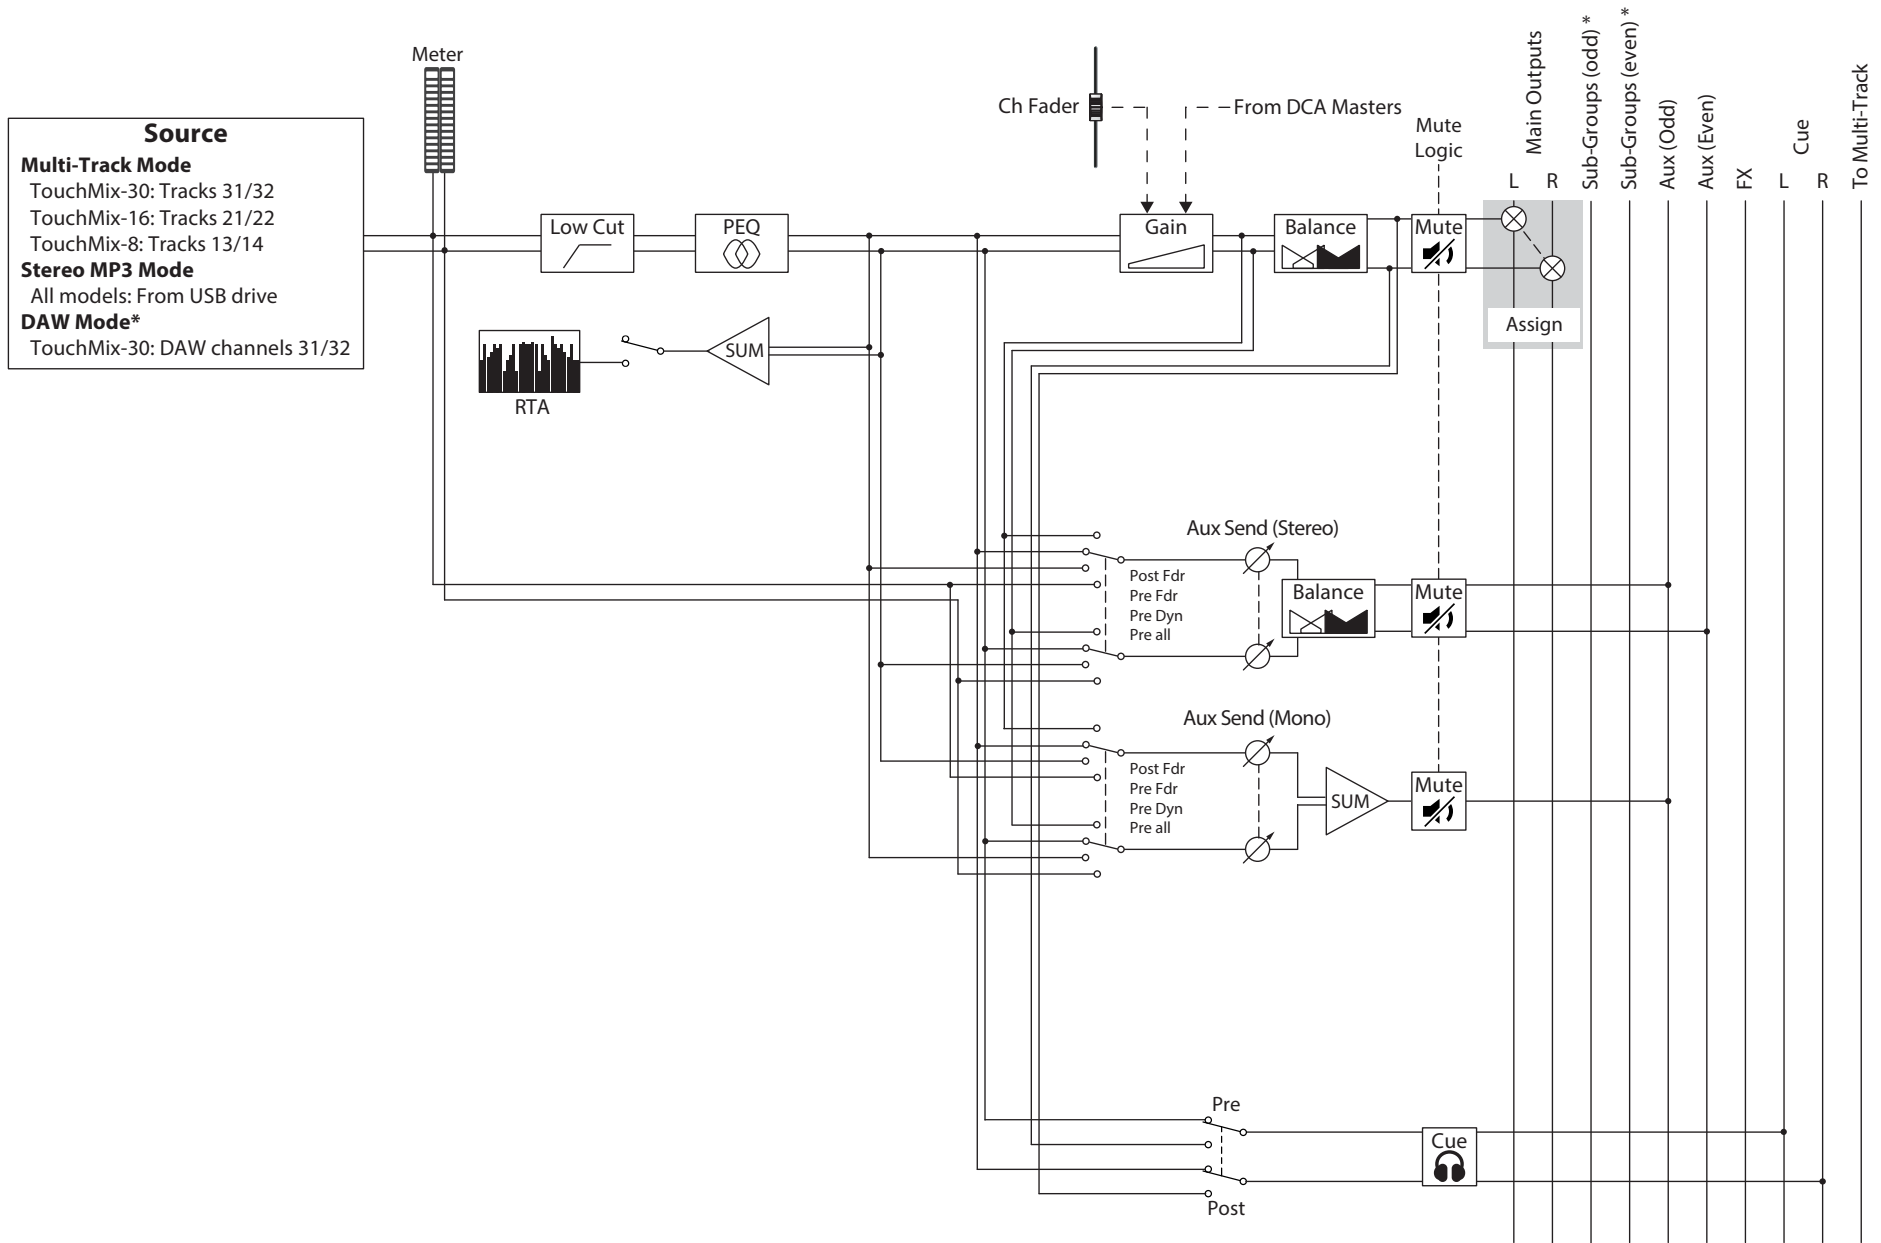 Meter
Source
Multi-Track Mode
TouchMix-30: Tracks 31/32
TouchMix-16: Tracks 21/22
TouchMix-8: Tracks 13/14
Stereo MP3 Mode
All models: From USB drive
DAW Mode*
TouchMix-30: DAW channels 31/32
Low Cut
PEQ
SUM
RTA
Ch Fader
From DCA Masters
Gain
Balance
Mute
Logic
Mute
Main Outputs
L
R
Sub-Groups (odd) *
Sub-Groups (even) *
Aux (Odd)
Aux (Even)
FX
Cue
L
R
To Multi-Track
Assign
Aux Send (Stereo)
Post Fdr
Pre Fdr
Pre Dyn
Pre all
Balance
Mute
Aux Send (Mono)
Post Fdr
Pre Fdr
Pre Dyn
Pre all
SUM
Mute
Pre
Post
Cue